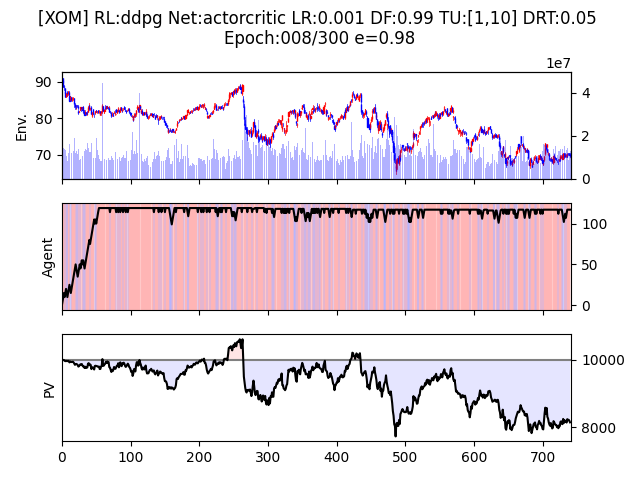 [XOM] RL:ddpg Net:actorcritic LR:0.001 DF:0.99 TU:[1,10] DRT:0.05
Epoch:008/300 e=0.98
1e7
90
80
70
Env.
4
2
0
Agent
100
50
0
PV
10000
8000
0 100 200 300 400 500 600 700